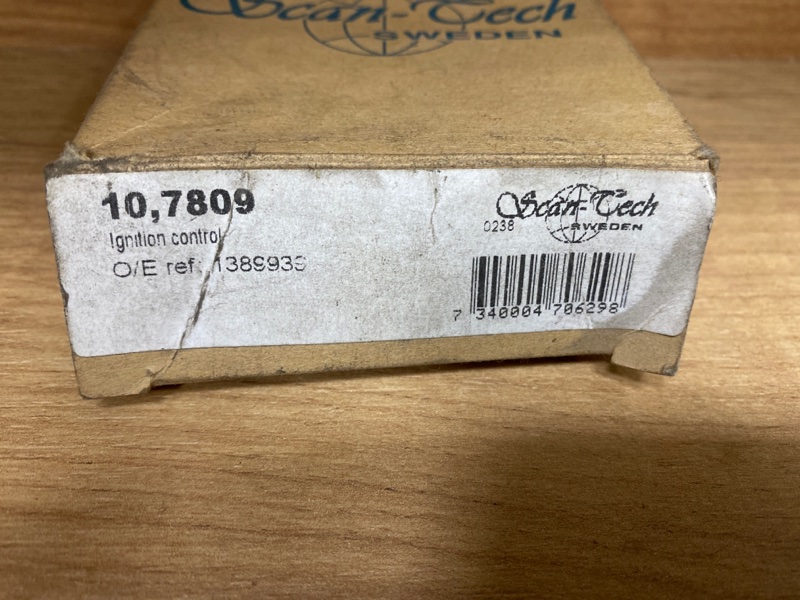 Scan-Tech
SWEDEN
10,7809
Ignition control
O/E ref: 1389939
Scan-Tech
0238
SWEDEN
7 340004 706298